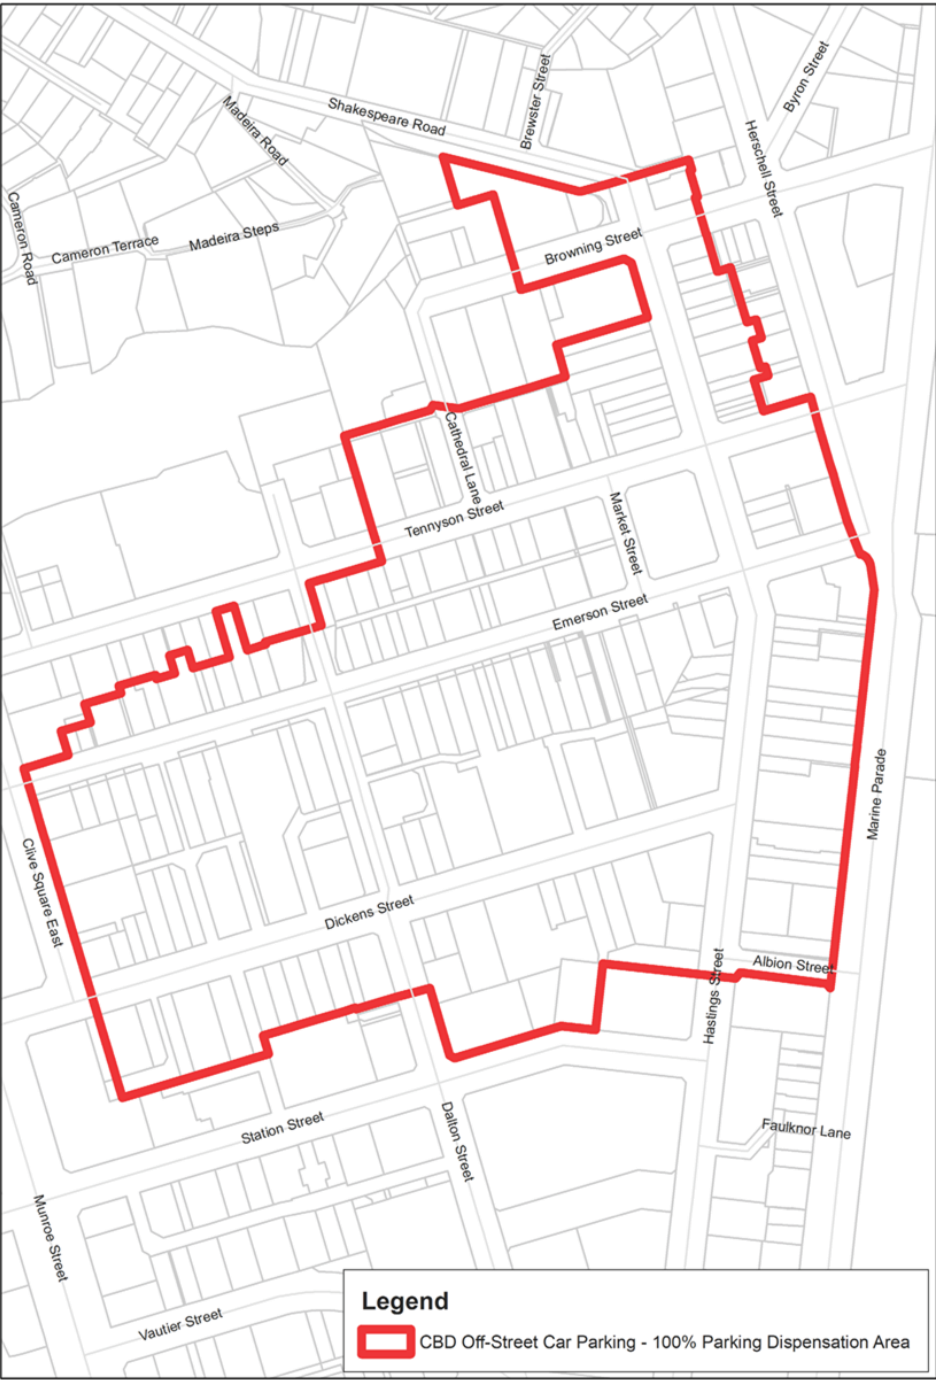 Byron Street
Brewster Street
Shakespeare Road
Madeira Road
Herschell Street
Cameron Road
Madeira Steps
Cameron Terrace
Browning Street
Cathedral Lane
Tennyson Street
Market Street
Emerson Street
Marine Parade
Clive Square East
Dickens Street
Albion Street
Hastings Street
Station Street
Dalton Street
Faulknor Lane
Munroe Street
Vautier Street
Legend
CBD Off-Street Car Parking - 100% Parking Dispensation Area